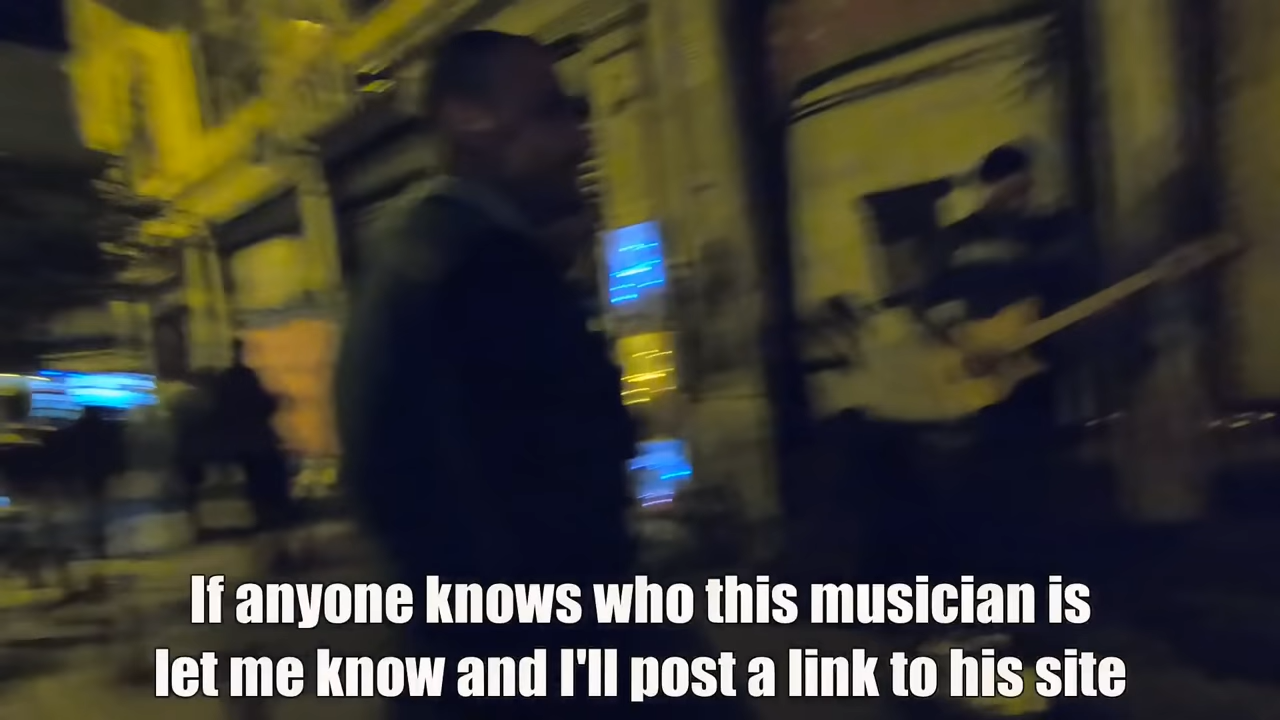 If anyone knows who this musician is
let me know and I'll post a link to his site